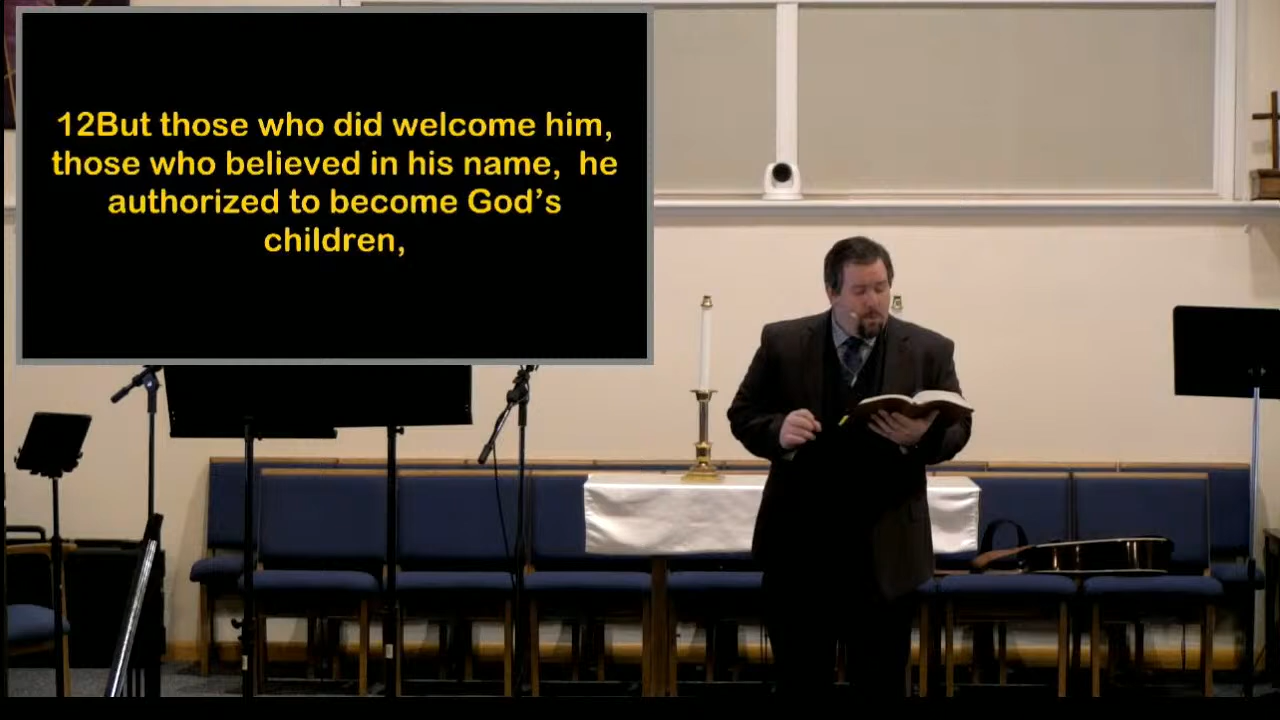 12But those who did welcome him,
those who believed in his name,  he
authorized to become God’s
children,